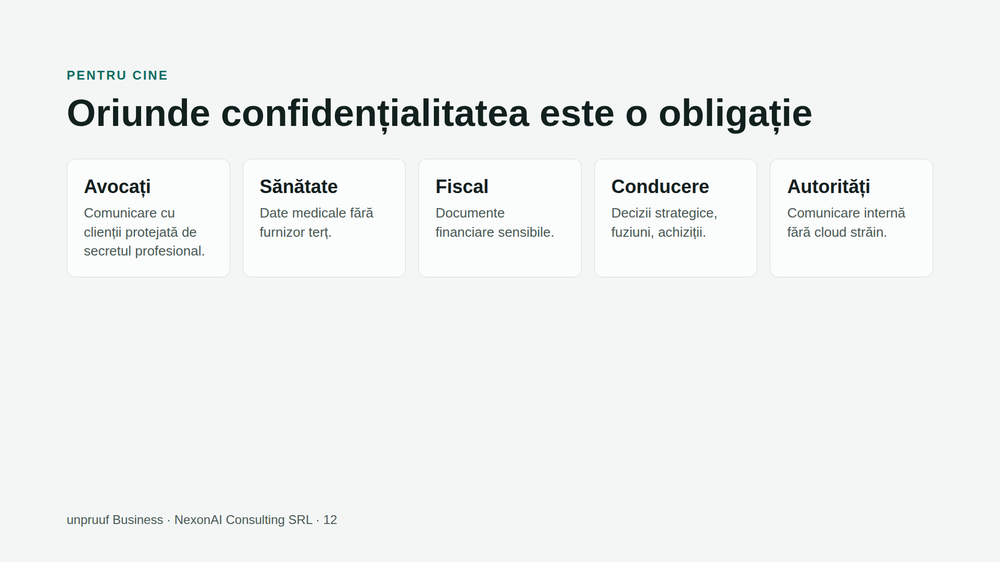 PENTRU CINE
Oriunde confidențialitatea este o obligație
Avocați
Comunicare cu
clienții protejată de
secretul profesional.
Sănătate
Date medicale fără
furnizor terț.
Fiscal
Documente
financiare sensibile.
Conducere
Decizii strategice,
fuziuni, achiziții.
Autorități
Comunicare internă
fără cloud străin.
unpruuf Business · NexonAI Consulting SRL · 12